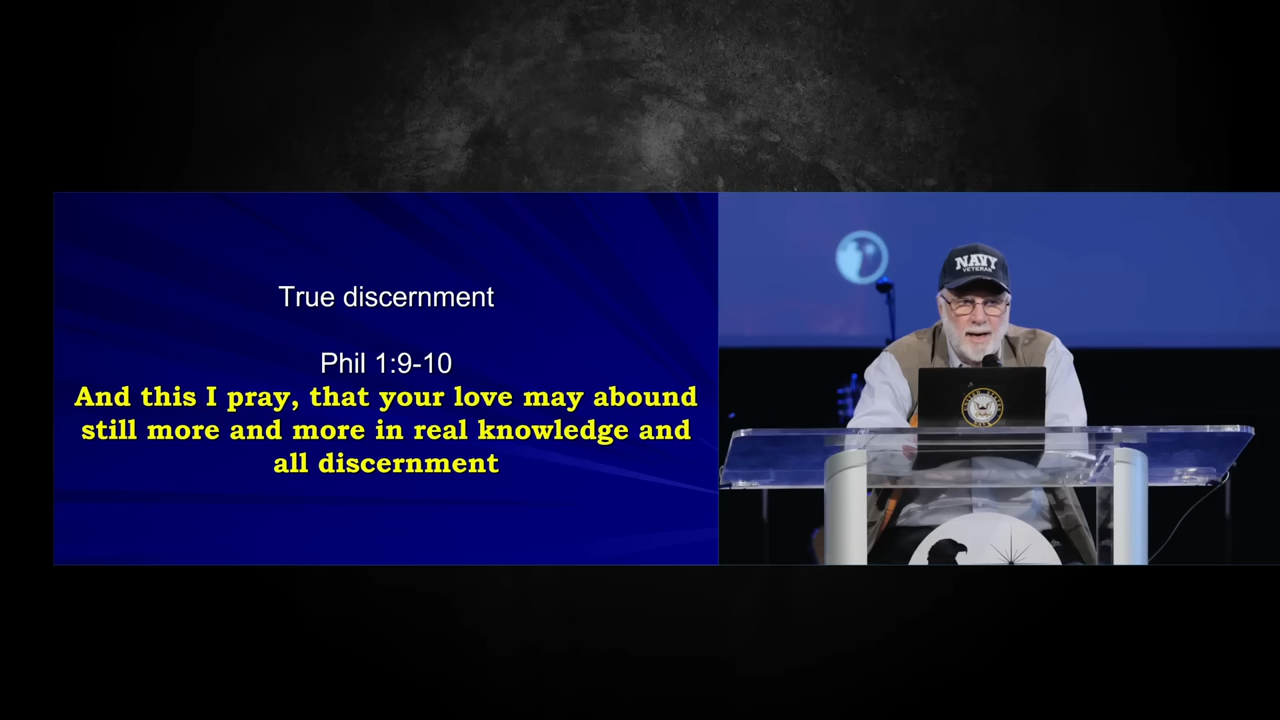 True discernment
Phil 1:9-10
And this I pray, that your love may abound
still more and more in real knowledge and
all discernment
NAVY
VETERAN